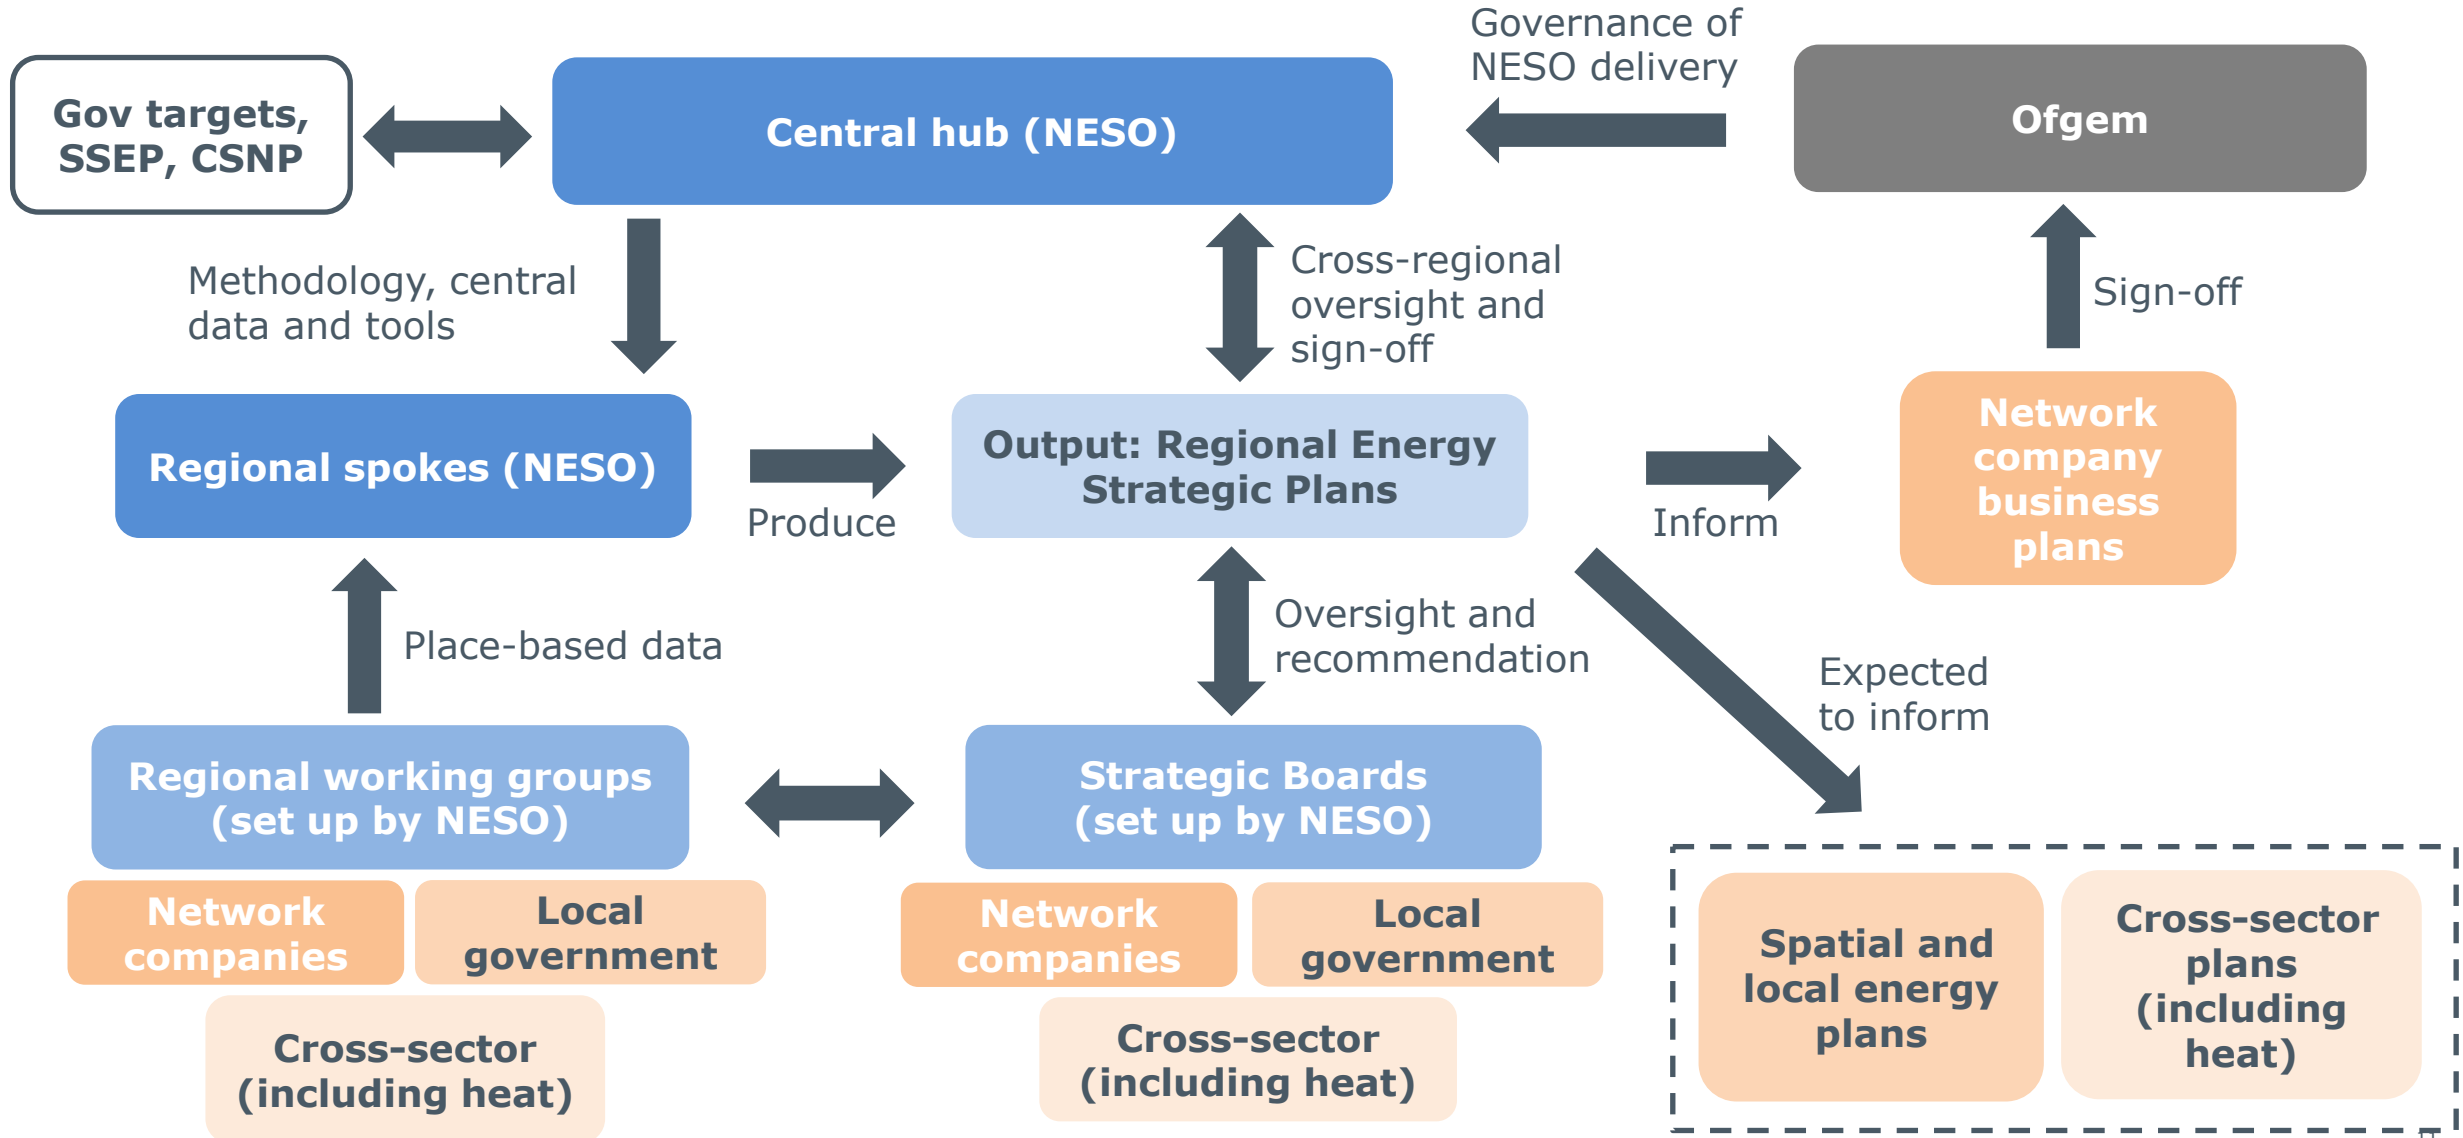 Gov targets,
SSEP, CSNP
Central hub (NESO)
Governance of
NESO delivery
Ofgem
Methodology, central
data and tools
Cross-regional
oversight and
sign-off
Sign-off
Regional spokes (NESO)
Produce
Output: Regional Energy
Strategic Plans
Inform
Network
company
business
plans
Place-based data
Oversight and
recommendation
Expected
to inform
Regional working groups
(set up by NESO)
Strategic Boards
(set up by NESO)
Network
companies
Local
government
Cross-sector
(including heat)
Network
companies
Local
government
Cross-sector
(including heat)
Spatial and
local energy
plans
Cross-sector
plans
(including
heat)